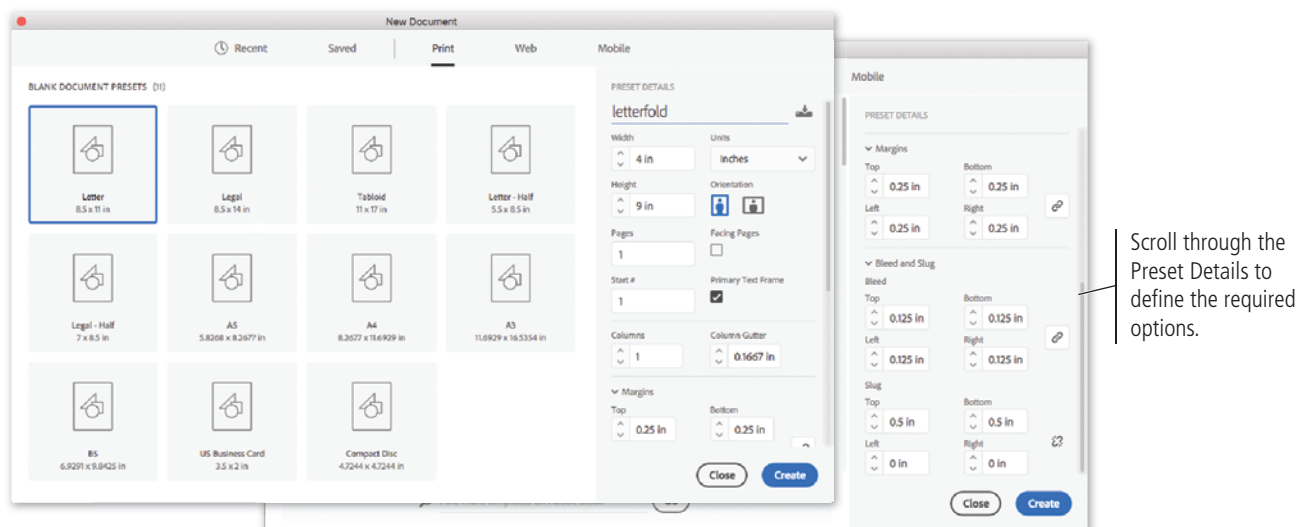 New Document
Recent Saved Print Web Mobile
BLANK DOCUMENT PRESETS (11)
Letter
8.5 x 11 in
Legal
8.5 x 14 in
Tabloid
11 x 17 in
Letter - Half
5.5 x 8.5 in
Legal - Half
7 x 8.5 in
A5
5.8268 x 8.2677 in
A4
8.2677 x 11.6929 in
A3
11.6929 x 16.5354 in
B5
6.9291 x 9.8425 in
US Business Card
3.5 x 2 in
Compact Disc
4.7244 x 4.7244 in
PRESET DETAILS
letterfold
Width Units
4 in Inches
Height Orientation
9 in
Pages Facing Pages
1
Start # Primary Text Frame
1
Columns Column Gutter
1 0.1667 in
Margins
Top Bottom
0.25 in 0.25 in
Close Create
Mobile
PRESET DETAILS
Margins
Top Bottom
0.25 in 0.25 in
Left Right
0.25 in 0.25 in
Bleed and Slug
Bleed
Top Bottom
0.125 in 0.125 in
Left Right
0.125 in 0.125 in
Slug
Top Bottom
0.5 in 0.5 in
Left Right
0 in 0 in
Close Create
Scroll through the
Preset Details to
define the required
options.